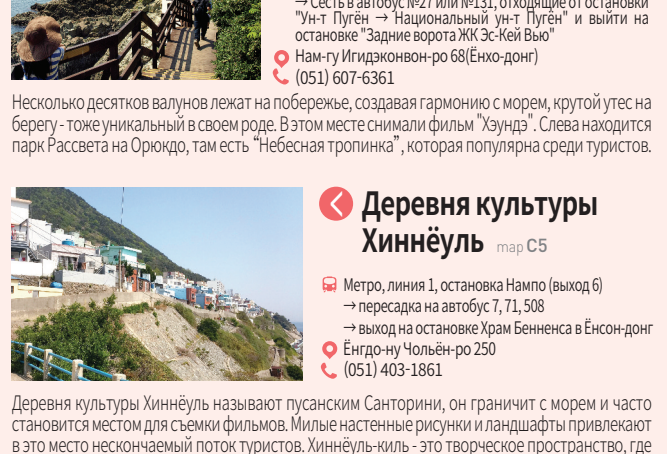 → Сесть в автобус №27 или №131, отходящие от остановки
"Ун-т Пугён → Национальный ун-т Пугён" и выйти на
остановке "Задние ворота ЖК Эс-Кей Вью"
Нам-гу Игидэконвон-ро 68(Ёнхо-донг)
(051) 607-6361
Несколько десятков валунов лежат на побережье, создавая гармонию с морем, крутой утес на
берегу - тоже уникальный в своем роде. В этом месте снимали фильм "Хэундэ". Слева находится
парк Рассвета на Орюкдо, там есть “Небесная тропинка”, которая популярна среди туристов.
Деревня культуры
Хиннёуль map C5
Метро, линия 1, остановка Нампо (выход 6)
→ пересадка на автобус 7, 71, 508
→ выход на остановке Храм Бенненса в Ёнсон-донг
Ёнгдо-ну Чольён-ро 250
(051) 403-1861
Деревня культуры Хиннёуль называют пусанским Санторини, он граничит с морем и часто
становится местом для съемки фильмов. Милые настенные рисунки и ландшафты привлекают
в это место нескончаемый поток туристов. Хиннёуль-киль - это творческое пространство, где